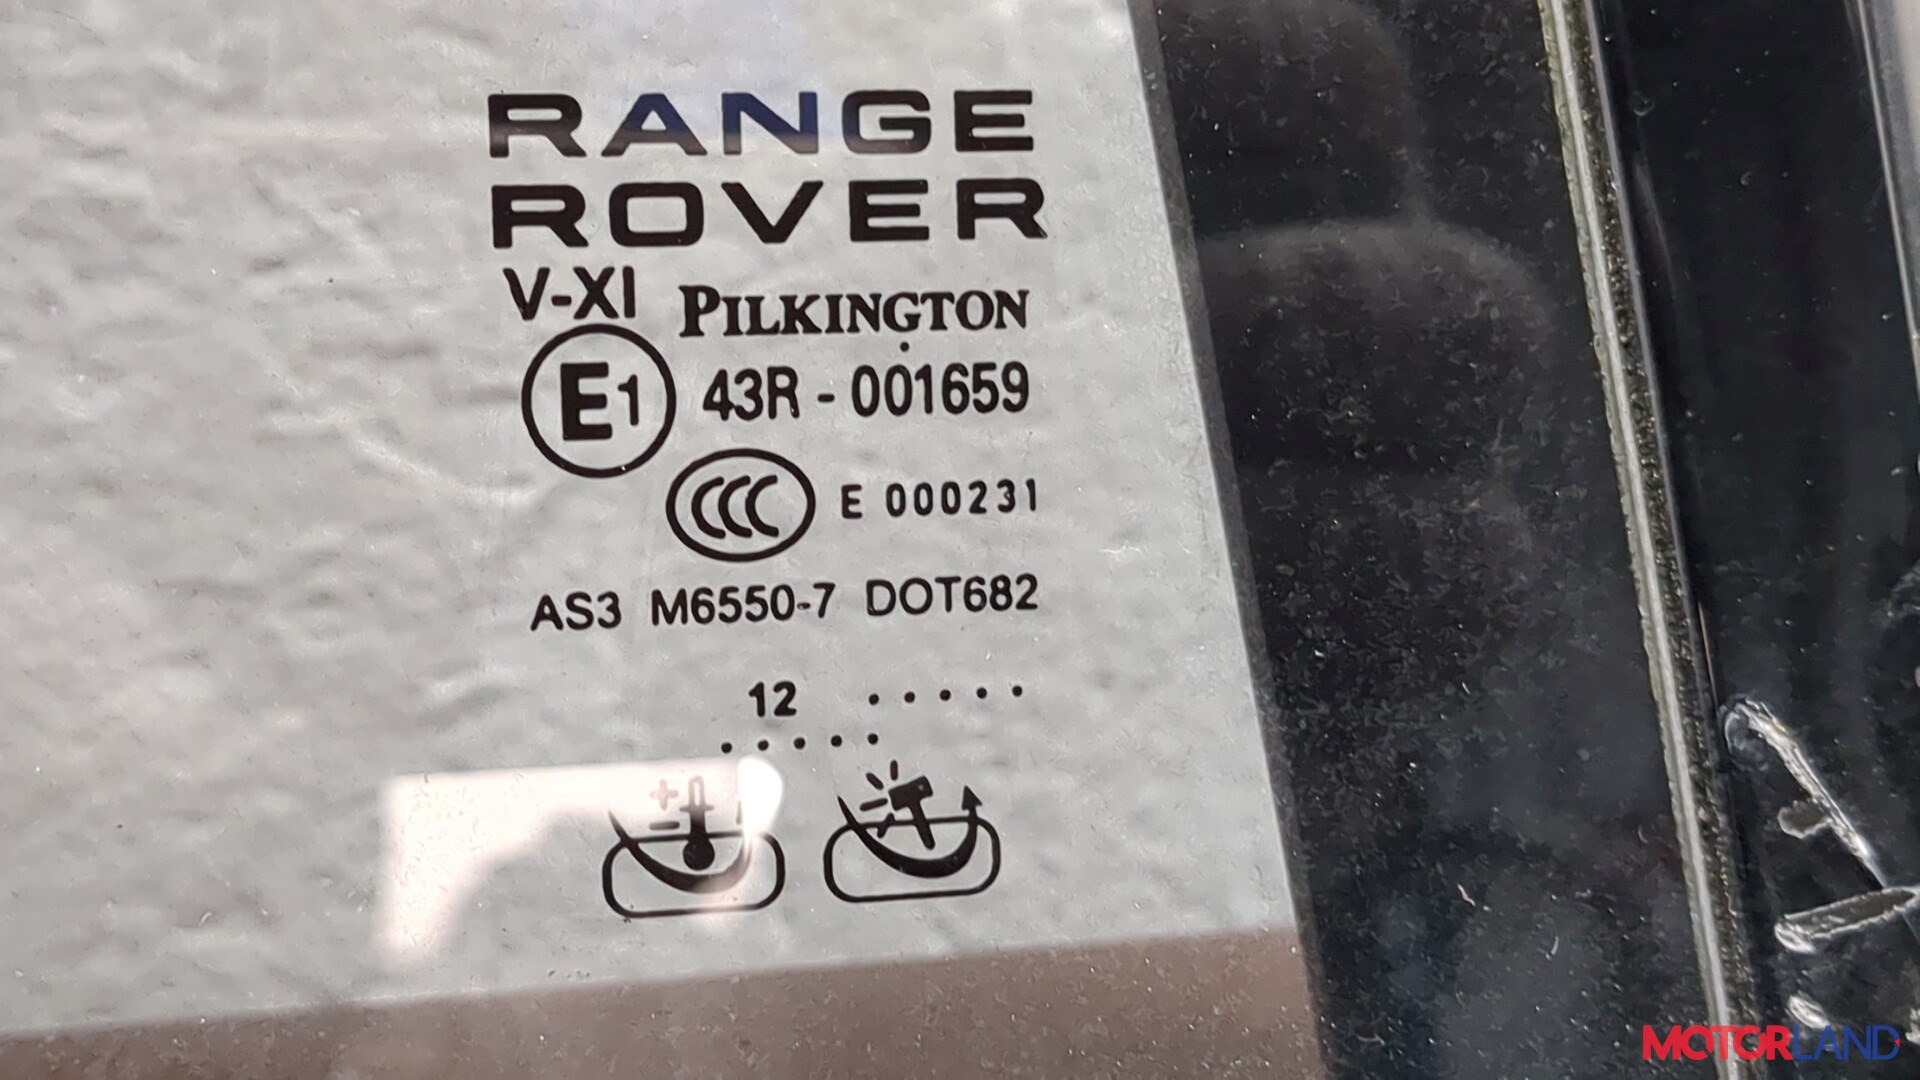 RANGE
ROVER
V-XI PILKINGTON
E1 43R - 001659
CCC E 000231
AS3 M6550-7 DOT682
12 .....
.....
MOTORLAND